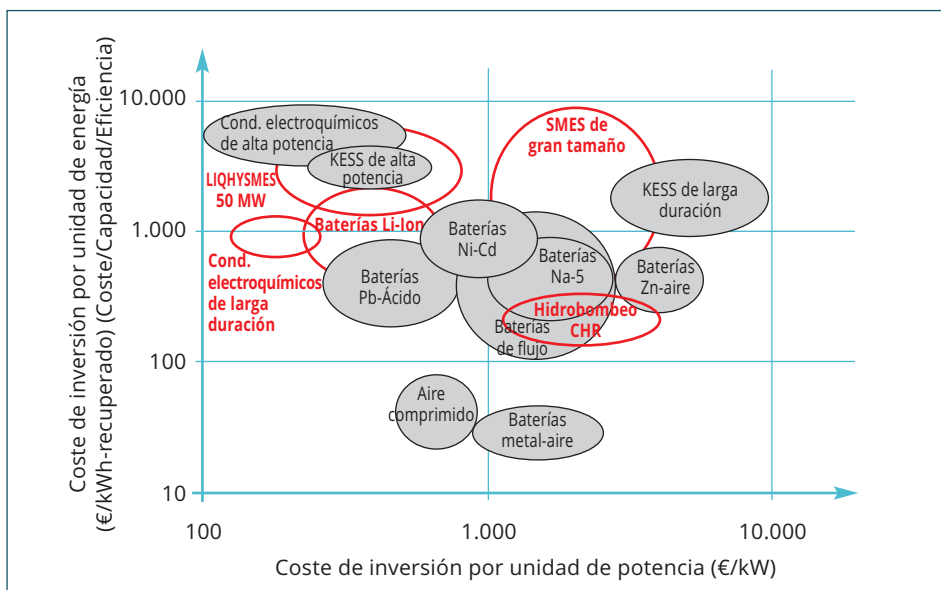 Coste de inversión por unidad de energía
(€/kWh-recuperado) (Coste/Capacidad/Eficiencia)
10.000
1.000
100
10
Cond. electroquímicos
de alta potencia
KESS de alta
potencia
LIQHYSMES
50 MW
Baterías Li-Ion
Cond.
electroquímicos
de larga
duración
Baterías
Pb-Ácido
Baterías
Ni-Cd
SMES de
gran tamaño
KESS de larga
duración
Baterías
Na-5
Baterías
Zn-aire
Hidrobombeo
CHR
Baterías
de flujo
Aire
comprimido
Baterías
metal-aire
100
1.000
10.000
Coste de inversión por unidad de potencia (€/kW)